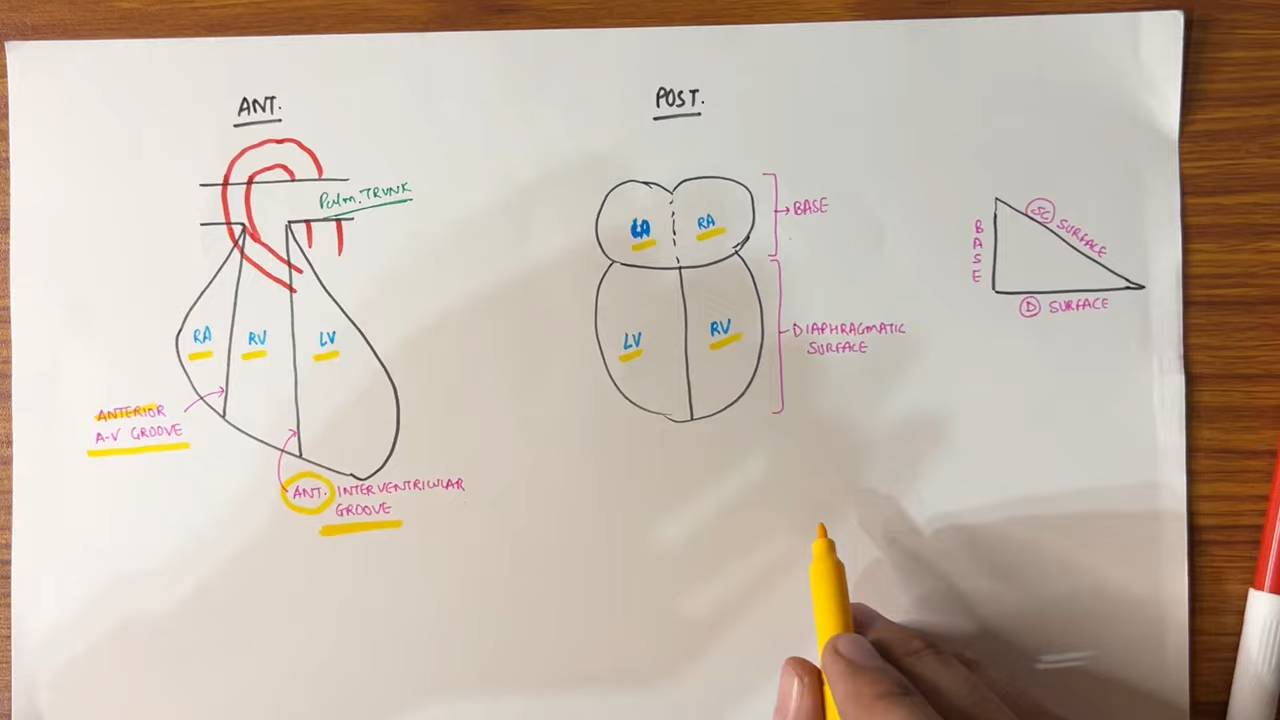 ANT.
Pulm. TRUNK
RA
RV
LV
ANTERIOR
A-V GROOVE
ANT. INTERVENTRICULAR
GROOVE
POST.
LA
RA
BASE
LV
RV
DIAPHRAGMATIC
SURFACE
BASE
SC SURFACE
D SURFACE